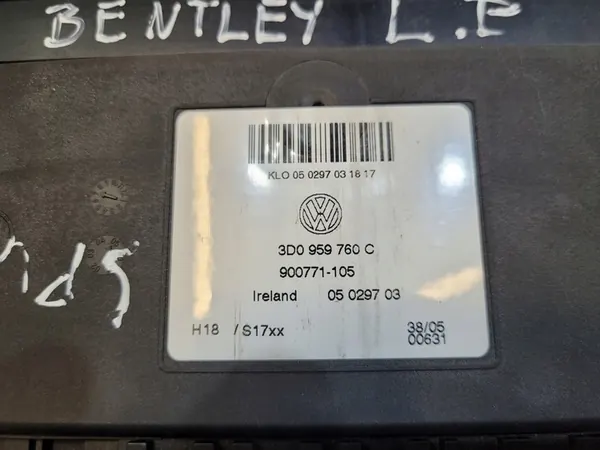 BENTLEY L.P
KLO 05 0297 03 18 17
VW
3D0 959 760 C
900771-105
Ireland 05 0297 03
H18 /S17xx
38/05
00631